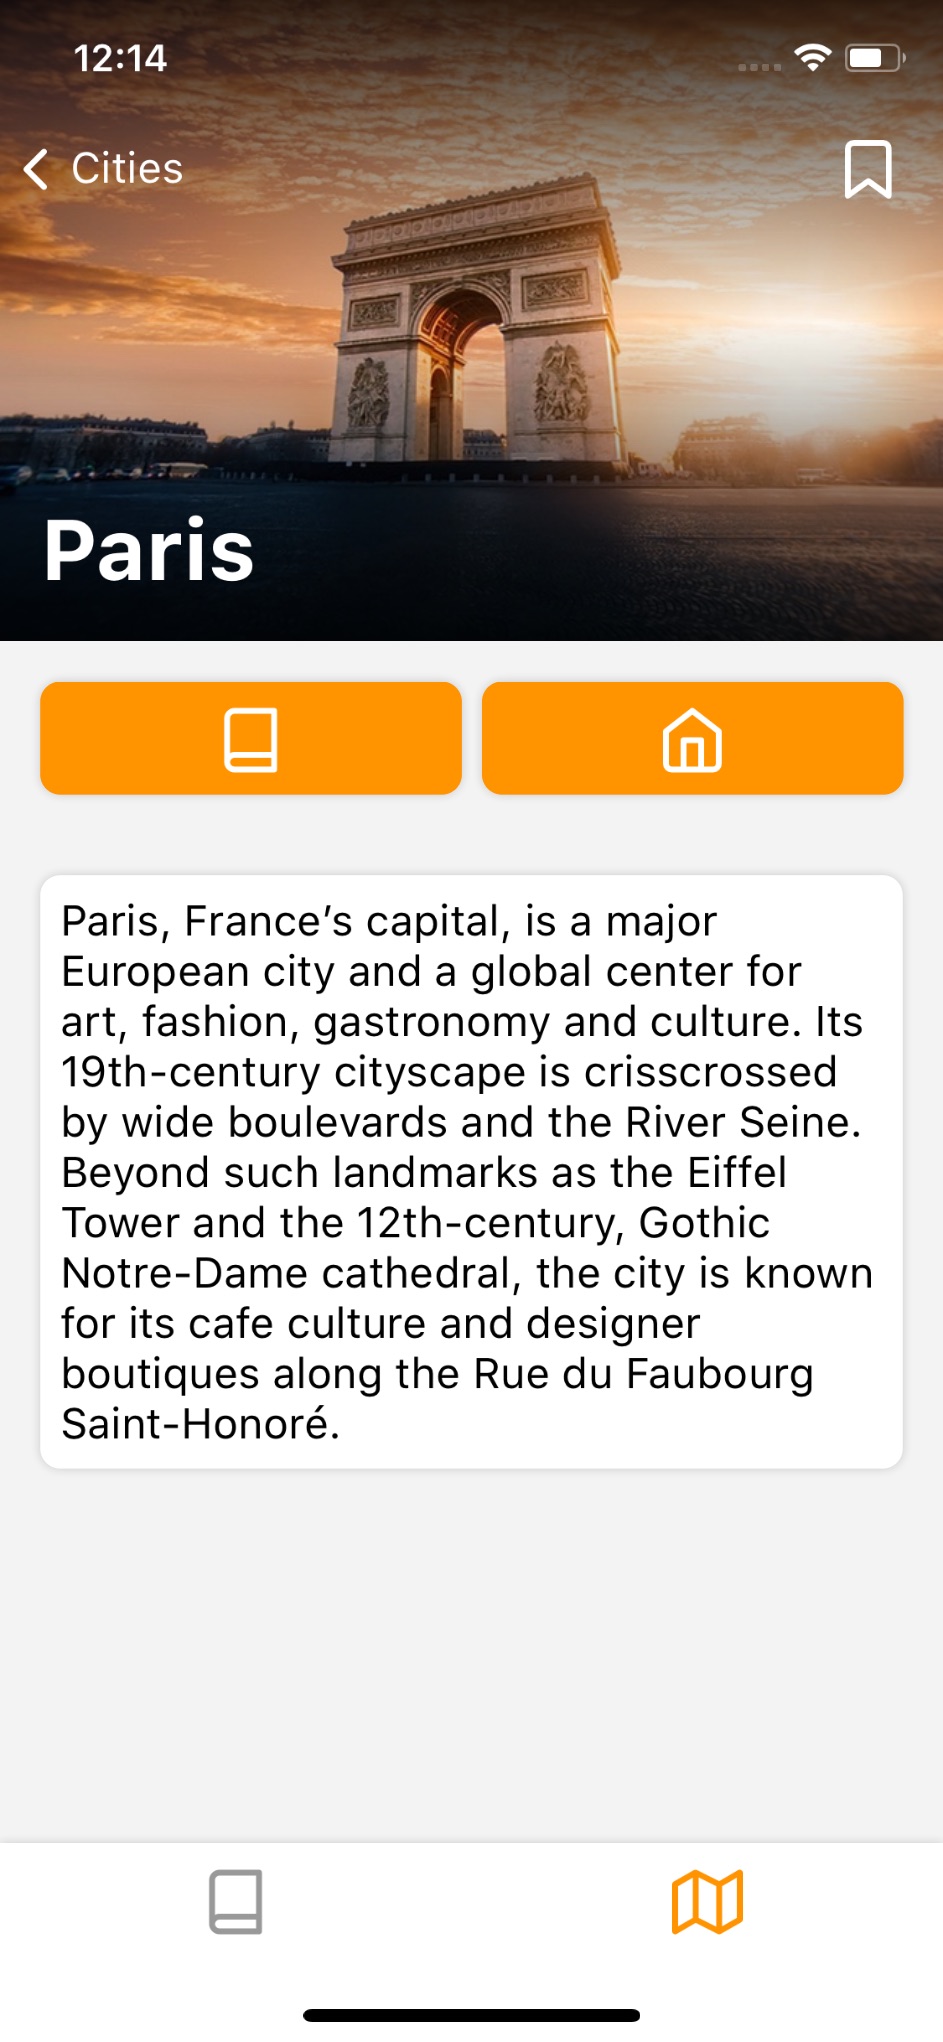 12:14
Cities
Paris
Paris, France’s capital, is a major
European city and a global center for
art, fashion, gastronomy and culture. Its
19th-century cityscape is crisscrossed
by wide boulevards and the River Seine.
Beyond such landmarks as the Eiffel
Tower and the 12th-century, Gothic
Notre-Dame cathedral, the city is known
for its cafe culture and designer
boutiques along the Rue du Faubourg
Saint-Honoré.